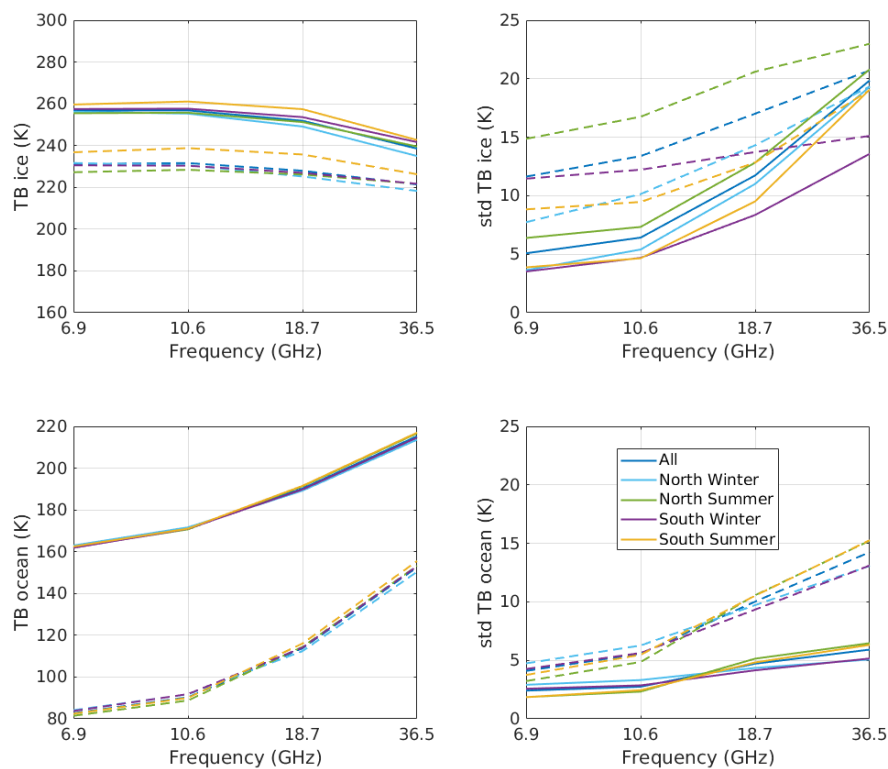 300
280
260
240
220
200
180
160
TB ice (K)
6.9 10.6 18.7 36.5
Frequency (GHz)
25
20
15
10
5
0
std TB ice (K)
6.9 10.6 18.7 36.5
Frequency (GHz)
220
200
180
160
140
120
100
80
TB ocean (K)
6.9 10.6 18.7 36.5
Frequency (GHz)
25
20
15
10
5
0
std TB ocean (K)
All
North Winter
North Summer
South Winter
South Summer
6.9 10.6 18.7 36.5
Frequency (GHz)